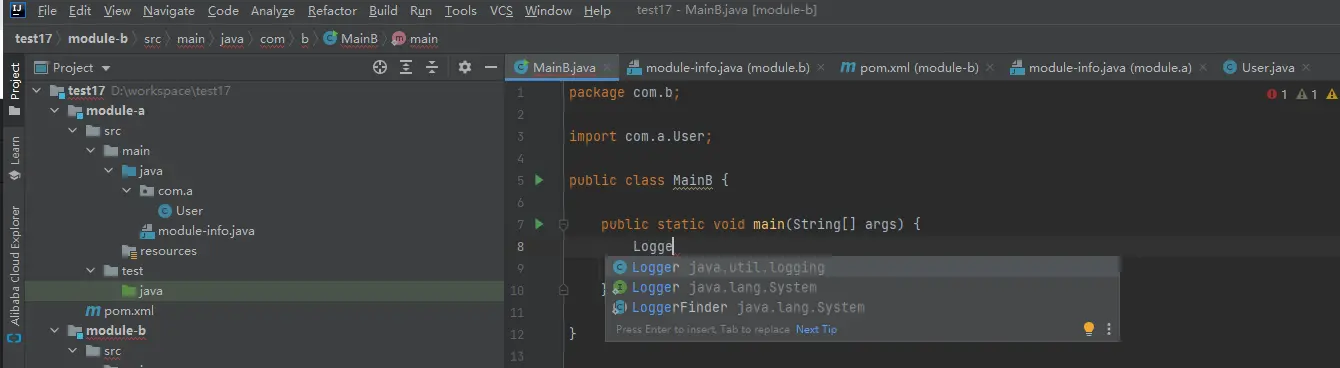 File Edit View Navigate Code Analyze Refactor Build Run Tools VCS Window Help test17 - MainB.java [module-b]
test17 module-b src main java com b MainB main
Project
MainB.java module-info.java (module.b) pom.xml (module-b) module-info.java (module.a) User.java
Project
Learn
Alibaba Cloud Explorer
test17 D:\workspace\test17
module-a
src
main
java
com.a
User
module-info.java
resources
test
java
pom.xml
module-b
src
1 package com.b;
1 1
2
3 import com.a.User;
4
5 public class MainB {
6
7 public static void main(String[] args) {
8 Logge
9
10 }
11
12 }
13
Logger java.util.logging
Logger java.lang.System
LoggerFinder java.lang.System
Press Enter to insert, Tab to replace Next Tip